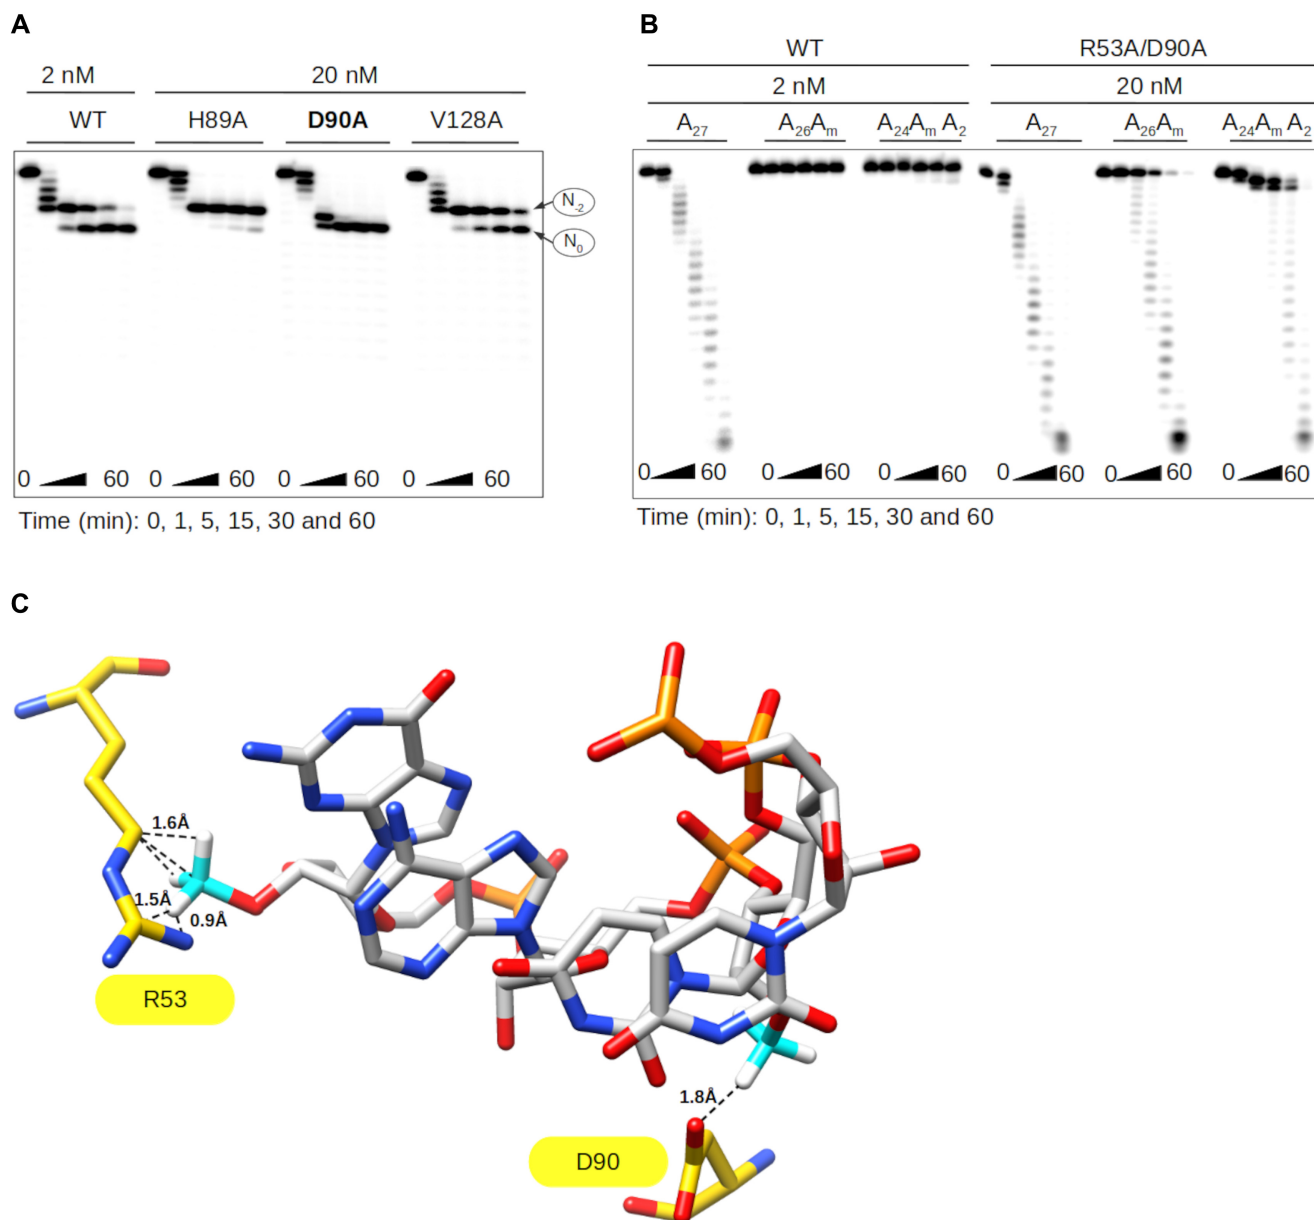 A
2 nM 20 nM
WT H89A D90A V128A
N-2
N0
0 60 0 60 0 60 0 60
Time (min): 0, 1, 5, 15, 30 and 60
B
WT R53A/D90A
2 nM 20 nM
A27 A26Am A24Am A2 A27 A26Am A24Am A2
0 60 0 60 0 60 0 60 0 60 0 60
Time (min): 0, 1, 5, 15, 30 and 60
C
1.6Å
1.5Å
0.9Å
R53
1.8Å
D90